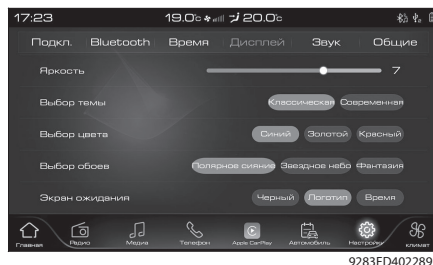 17:23 19.0°c 20.0°c
Подкл. Bluetooth Время Дисплей Звук Общие
Яркость 7
Выбор темы Классическая Современная
Выбор цвета Синий Золотой Красный
Выбор обоев Полярное сияние Звездное небо Фантазия
Экран ожидания Черный Логотип Время
Главная Радио Медиа Телефон Apple CarPlay Автомобиль Настройки климат
9283FD402289